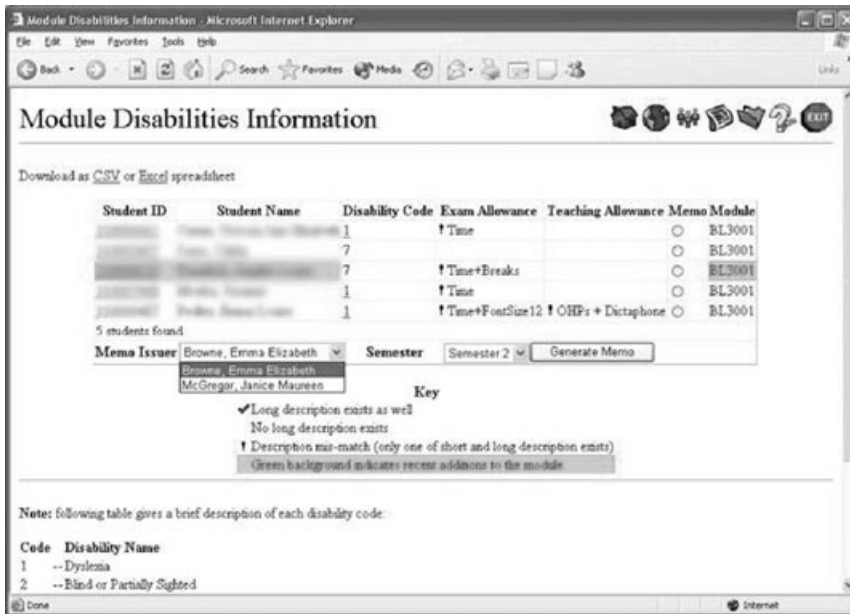 Module Disabilities Information - Microsoft Internet Explorer
File Edit View Favorites Tools Help
Back Search Favorites Media Links
Module Disabilities Information
EXIT
Download as CSV or Excel spreadsheet
Student ID Student Name Disability Code Exam Allowance Teaching Allowance Memo Module
1 ! Time BL3001
7 BL3001
7 ! Time+Breaks BL3001
1 ! Time BL3001
1 ! Time+FontSize12 ! OHPs + Dictaphone BL3001
5 students found
Memo Issuer Browne, Emma Elizabeth Semester Semester 2 Generate Memo
Browne, Emma Elizabeth
McGregor, Janice Maureen
Key
✔Long description exists as well
No long description exists
! Description mis-match (only one of short and long description exists)
Green background indicates recent additions to the module
Note: following table gives a brief description of each disability code:
Code Disability Name
1 -- Dyslexia
2 -- Blind or Partially Sighted
Done Internet